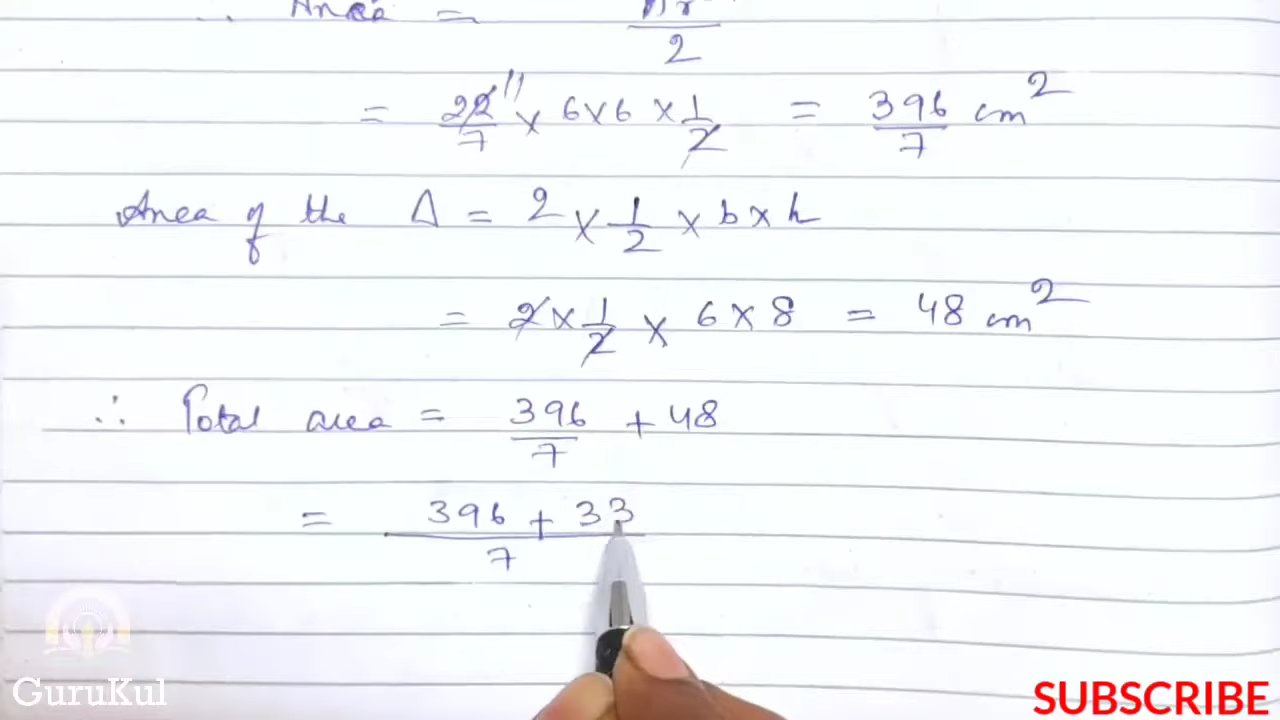 ∴ Area = πr² / 2
= 22/7 11 × 6×6 × 1/2 = 396/7 cm²
Area of the Δ = 2 × 1/2 × b × h
= 2 × 1/2 × 6 × 8 = 48 cm²
∴ Total area = 396/7 + 48
= 396 + 33 / 7
GuruKul
SUBSCRIBE